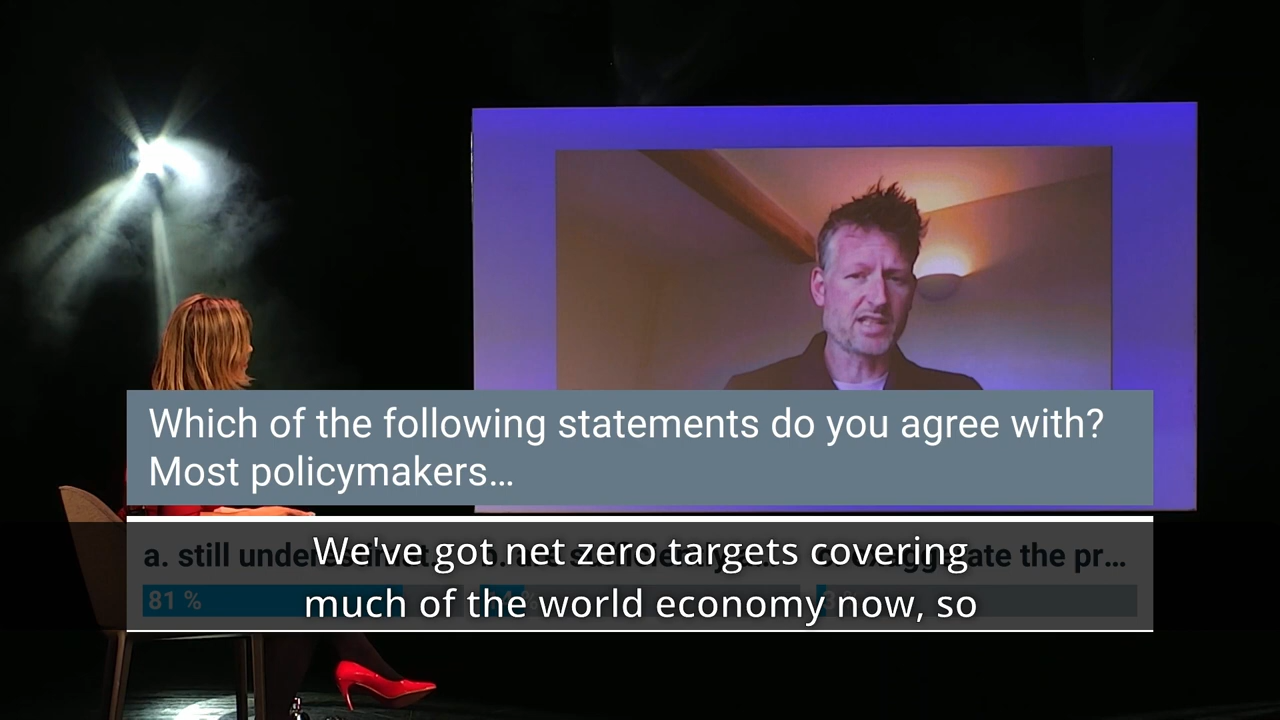 Which of the following statements do you agree with?
Most policymakers…
We've got net zero targets covering
much of the world economy now, so
a. still
ate the pr…
81 %